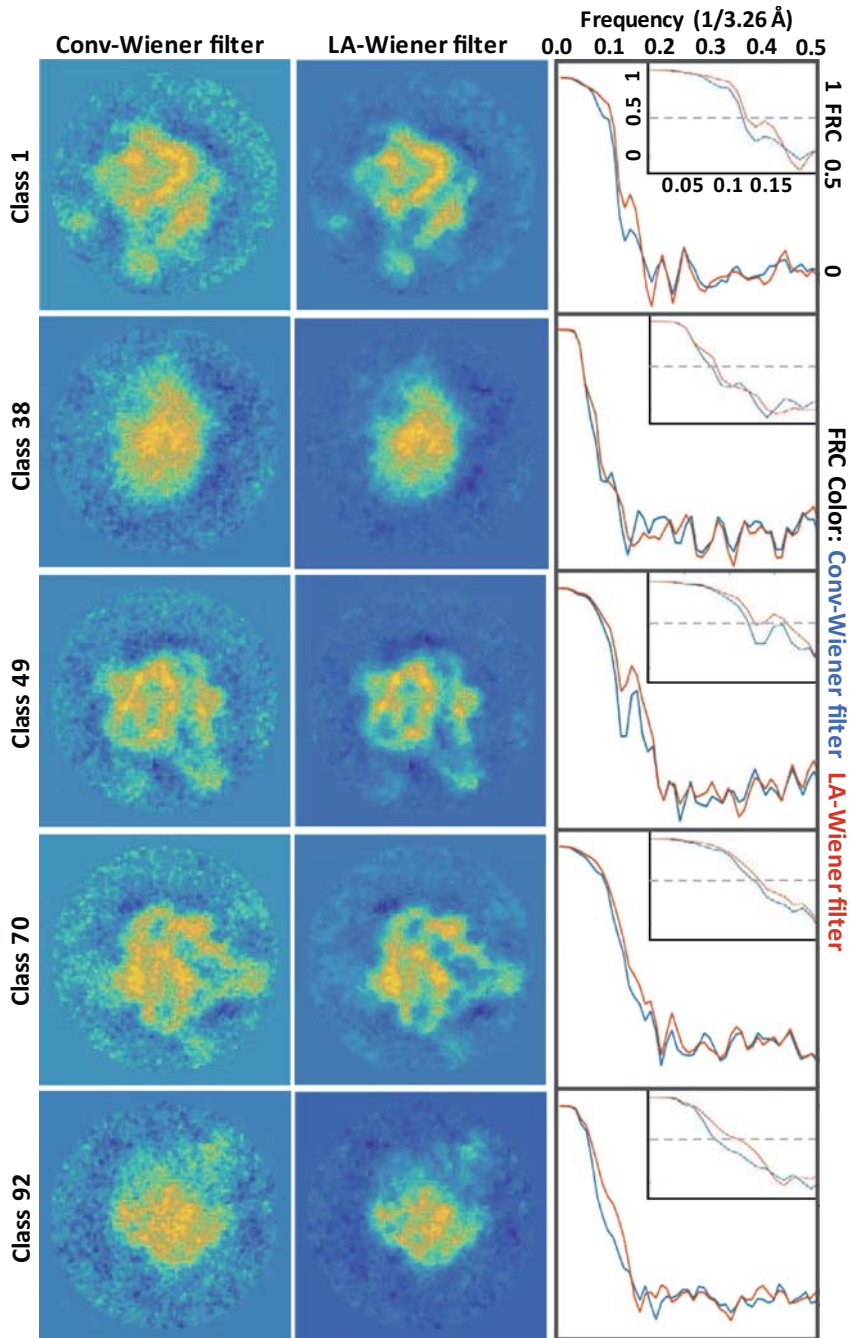 Conv-Wiener filter
LA-Wiener filter
Frequency (1/3.26 Å)
0.0 0.1 0.2 0.3 0.4 0.5
Class 1
1 0.5 0
0.05 0.1 0.15
1 FRC 0.5 0
Class 38
Class 49
Class 70
Class 92
FRC Color: Conv-Wiener filter LA-Wiener filter